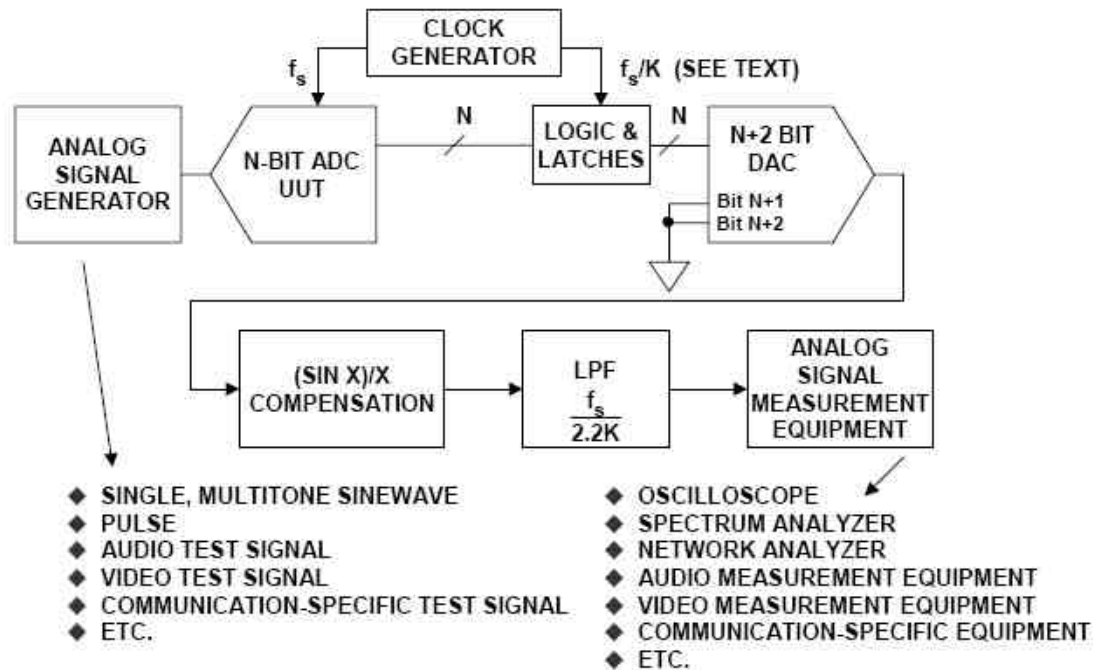 CLOCK
GENERATOR
fs
fs/K (SEE TEXT)
ANALOG
SIGNAL
GENERATOR
N-BIT ADC
UUT
N
LOGIC &
LATCHES
N
N+2 BIT
DAC
Bit N+1
Bit N+2
(SIN X)/X
COMPENSATION
LPF
fs
2.2K
ANALOG
SIGNAL
MEASUREMENT
EQUIPMENT
◆ SINGLE, MULTITONE SINEWAVE
◆ PULSE
◆ AUDIO TEST SIGNAL
◆ VIDEO TEST SIGNAL
◆ COMMUNICATION-SPECIFIC TEST SIGNAL
◆ ETC.
◆ OSCILLOSCOPE
◆ SPECTRUM ANALYZER
◆ NETWORK ANALYZER
◆ AUDIO MEASUREMENT EQUIPMENT
◆ VIDEO MEASUREMENT EQUIPMENT
◆ COMMUNICATION-SPECIFIC EQUIPMENT
◆ ETC.